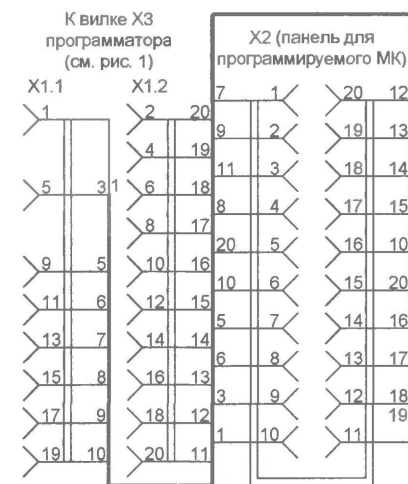 К вилке X3
программатора
(см. рис. 1)
X1.1 X1.2
1 2 20
4 19
5 3 1 6 18
8 17
9 5 10 16
11 6 12 15
13 7 14 14
15 8 16 13
17 9 18 12
19 10 20 11
X2 (панель для
программируемого МК)
7 1 20 12
9 2 19 13
11 3 18 14
8 4 17 15
20 5 16 10
10 6 15 20
5 7 14 16
6 8 13 17
3 9 12 18
1 10 11 19